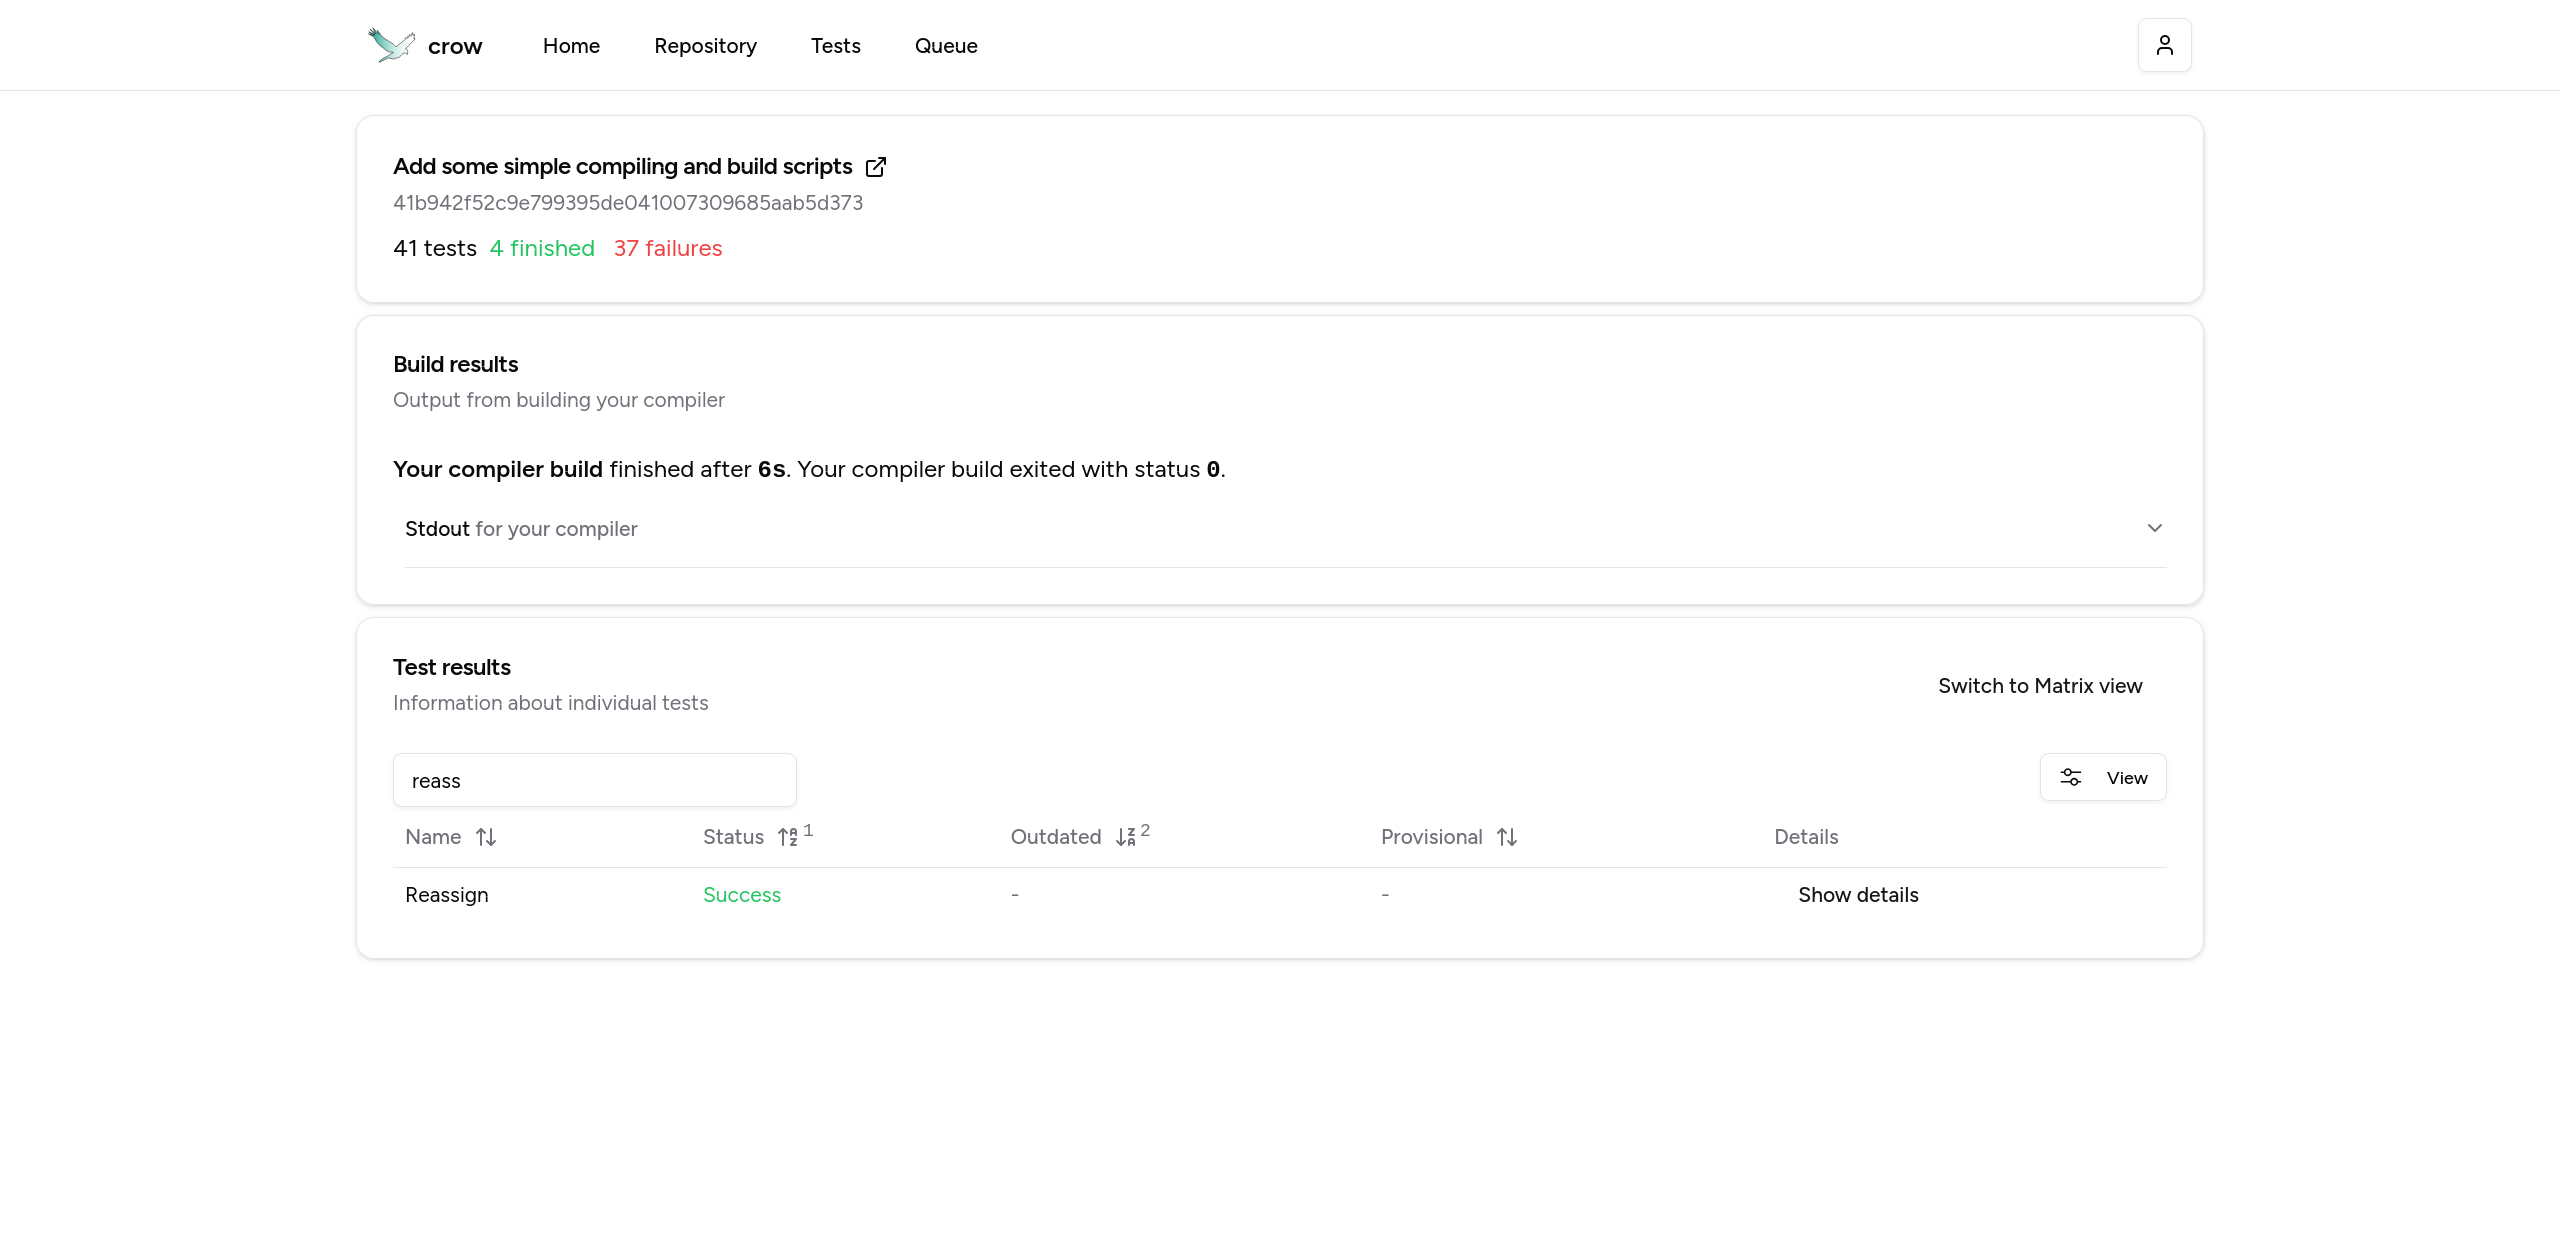 crow Home Repository Tests Queue
Add some simple compiling and build scripts
41b942f52c9e799395de041007309685aab5d373
41 tests 4 finished 37 failures
Build results
Output from building your compiler
Your compiler build finished after 6s. Your compiler build exited with status 0.
Stdout for your compiler
Test results
Information about individual tests
Switch to Matrix view
reass
View
Name Status 1 Outdated 2 Provisional Details
Reassign Success - - Show details